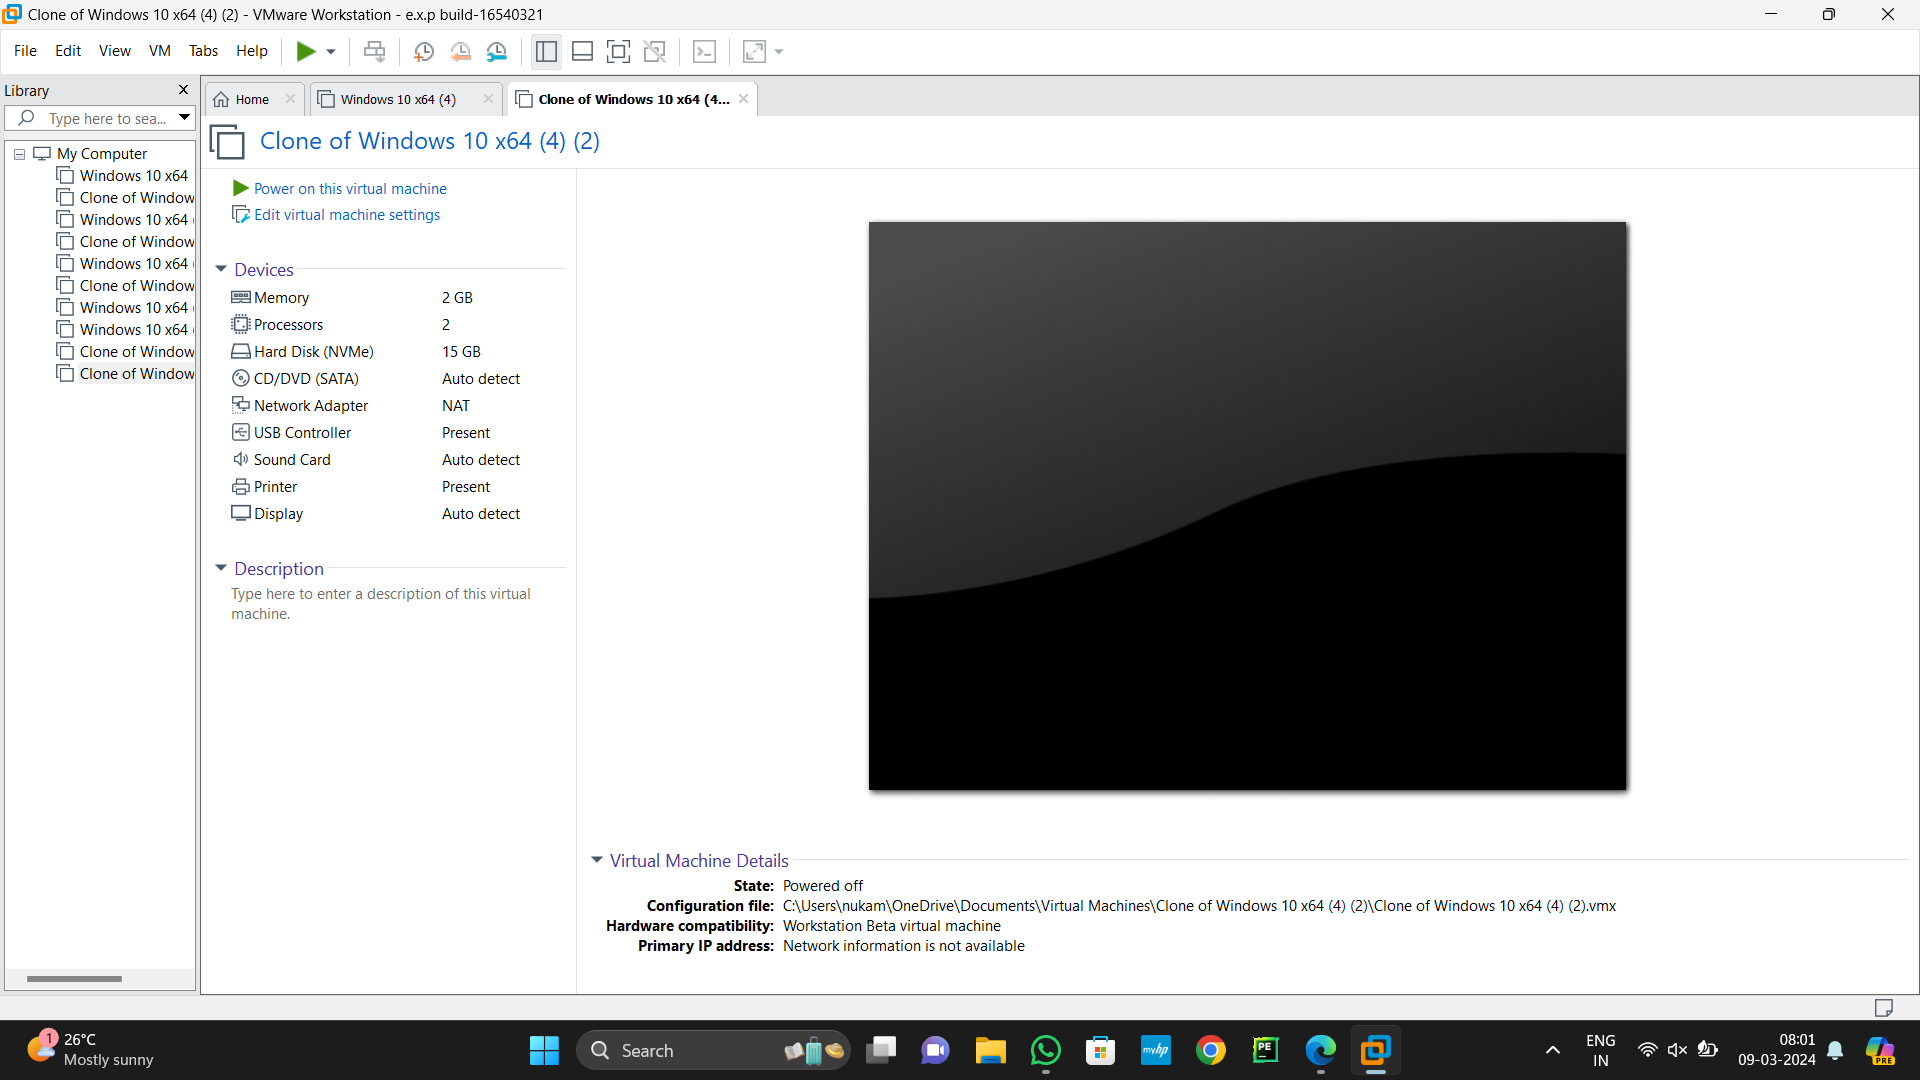 Clone of Windows 10 x64 (4) (2) - VMware Workstation - e.x.p build-16540321
File Edit View VM Tabs Help
Library
Type here to sea...
My Computer
Windows 10 x64
Clone of Window
Windows 10 x64
Clone of Window
Windows 10 x64
Clone of Window
Windows 10 x64
Windows 10 x64
Clone of Window
Clone of Window
Home
Windows 10 x64 (4)
Clone of Windows 10 x64 (4...
Clone of Windows 10 x64 (4) (2)
Power on this virtual machine
Edit virtual machine settings
Devices
Memory 2 GB
Processors 2
Hard Disk (NVMe) 15 GB
CD/DVD (SATA) Auto detect
Network Adapter NAT
USB Controller Present
Sound Card Auto detect
Printer Present
Display Auto detect
Description
Type here to enter a description of this virtual
machine.
Virtual Machine Details
State: Powered off
Configuration file: C:\Users\nukam\OneDrive\Documents\Virtual Machines\Clone of Windows 10 x64 (4) (2)\Clone of Windows 10 x64 (4) (2).vmx
Hardware compatibility: Workstation Beta virtual machine
Primary IP address: Network information is not available
1
26°C
Mostly sunny
Search
myhp
PE
ENG
IN
08:01
09-03-2024
PRE